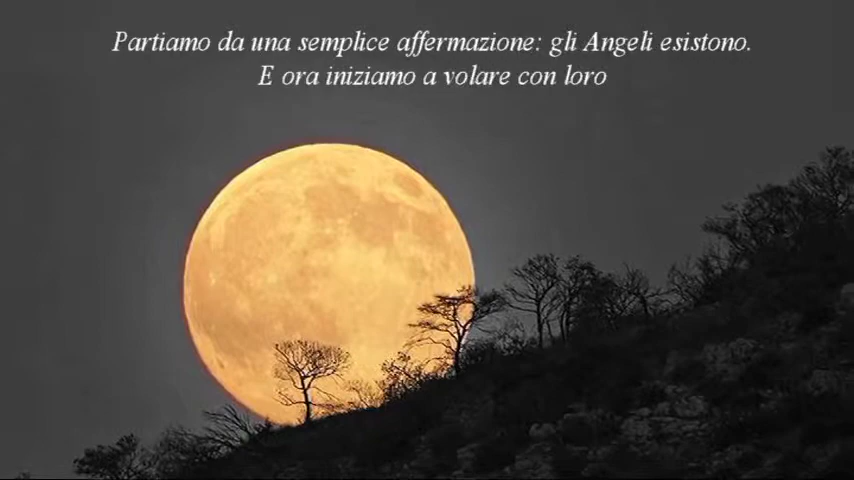 Partiamo da una semplice affermazione: gli Angeli esistono.
E ora iniziamo a volare con loro